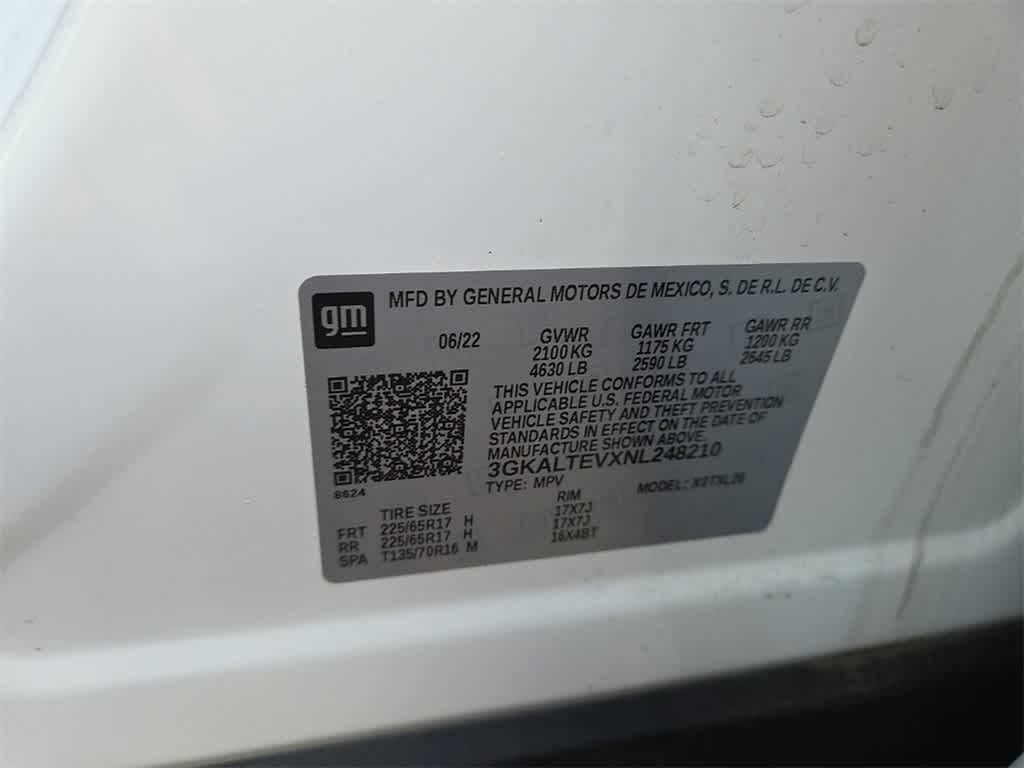 gm
MFD BY GENERAL MOTORS DE MEXICO, S. DE R.L. DE C.V.
06/22 GVWR GAWR FRT GAWR RR
2100 KG 1175 KG 1200 KG
4630 LB 2590 LB 2645 LB
THIS VEHICLE CONFORMS TO ALL
APPLICABLE U.S. FEDERAL MOTOR
VEHICLE SAFETY AND THEFT PREVENTION
STANDARDS IN EFFECT ON THE DATE OF
MANUFACTURE SHOWN ABOVE.
3GKALTEVXNL248210
TYPE: MPV MODEL:
8624
TIRE SIZE RIM
FRT 225/65R17 H 17X7J
RR 225/65R17 H 17X7J
SPA T135/70R16 M 16X4BT